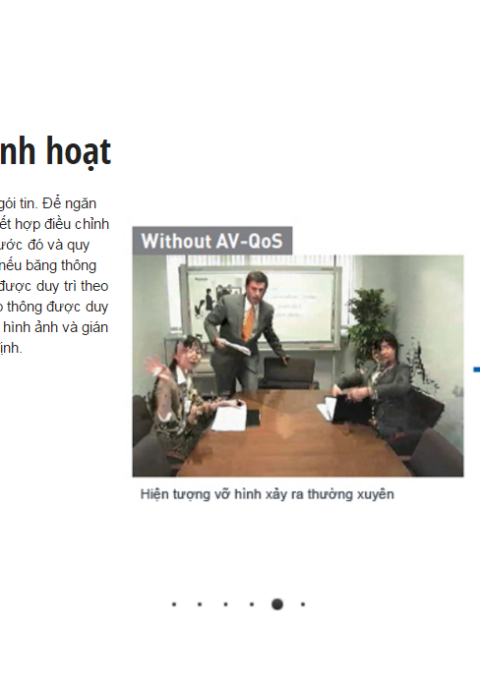 nh hoạt
gói tin. Để ngăn
ết hợp điều chỉnh
ước đó và quy
nếu băng thông
được duy trì theo
thông được duy
hình ảnh và gián
ịnh.
Without AV-QoS
Hiện tượng vỡ hình xảy ra thường xuyên